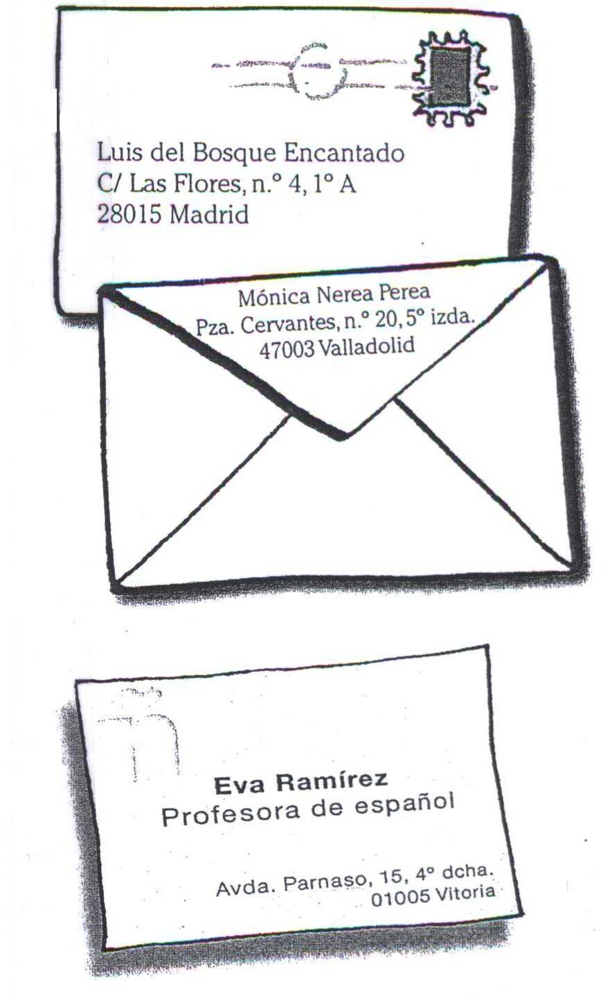 Luis del Bosque Encantado
C/ Las Flores, n.º 4, 1º A
28015 Madrid
Mónica Nerea Perea
Pza. Cervantes, n.º 20, 5º izda.
47003 Valladolid
ñ
Eva Ramírez
Profesora de español
Avda. Parnaso, 15, 4º dcha.
01005 Vitoria